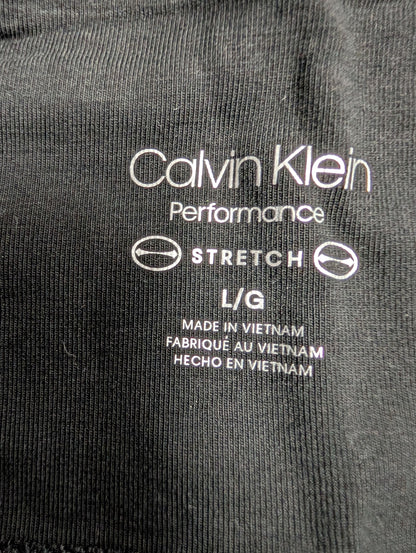 Calvin Klein
Performance
STRETCH
L/G
MADE IN VIETNAM
FABRIQUÉ AU VIETNAM
HECHO EN VIETNAM